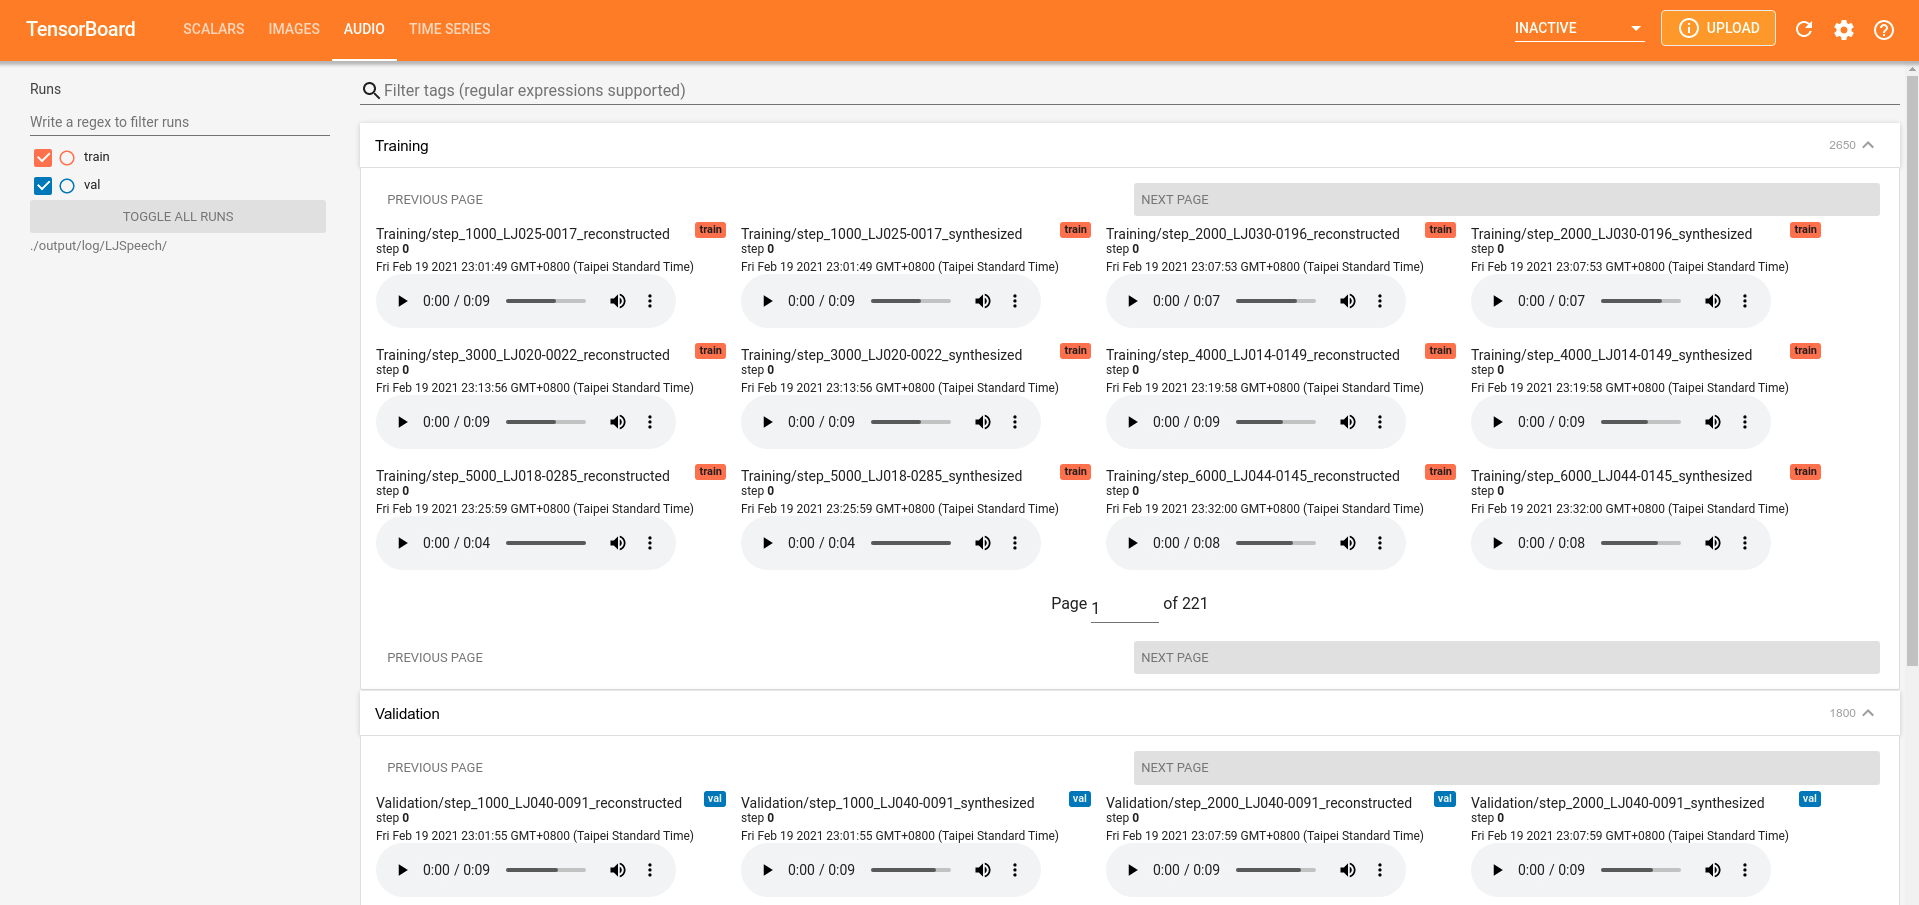 TensorBoard SCALARS IMAGES AUDIO TIME SERIES INACTIVE UPLOAD
Runs
Write a regex to filter runs
train
val
TOGGLE ALL RUNS
./output/log/LJSpeech/
Filter tags (regular expressions supported)
Training 2650
PREVIOUS PAGE NEXT PAGE
Training/step_1000_LJ025-0017_reconstructed train Training/step_1000_LJ025-0017_synthesized train Training/step_2000_LJ030-0196_reconstructed train Training/step_2000_LJ030-0196_synthesized train
step 0 step 0 step 0 step 0
Fri Feb 19 2021 23:01:49 GMT+0800 (Taipei Standard Time) Fri Feb 19 2021 23:01:49 GMT+0800 (Taipei Standard Time) Fri Feb 19 2021 23:07:53 GMT+0800 (Taipei Standard Time) Fri Feb 19 2021 23:07:53 GMT+0800 (Taipei Standard Time)
0:00 / 0:09 0:00 / 0:09 0:00 / 0:07 0:00 / 0:07
Training/step_3000_LJ020-0022_reconstructed train Training/step_3000_LJ020-0022_synthesized train Training/step_4000_LJ014-0149_reconstructed train Training/step_4000_LJ014-0149_synthesized train
step 0 step 0 step 0 step 0
Fri Feb 19 2021 23:13:56 GMT+0800 (Taipei Standard Time) Fri Feb 19 2021 23:13:56 GMT+0800 (Taipei Standard Time) Fri Feb 19 2021 23:19:58 GMT+0800 (Taipei Standard Time) Fri Feb 19 2021 23:19:58 GMT+0800 (Taipei Standard Time)
0:00 / 0:09 0:00 / 0:09 0:00 / 0:09 0:00 / 0:09
Training/step_5000_LJ018-0285_reconstructed train Training/step_5000_LJ018-0285_synthesized train Training/step_6000_LJ044-0145_reconstructed train Training/step_6000_LJ044-0145_synthesized train
step 0 step 0 step 0 step 0
Fri Feb 19 2021 23:25:59 GMT+0800 (Taipei Standard Time) Fri Feb 19 2021 23:25:59 GMT+0800 (Taipei Standard Time) Fri Feb 19 2021 23:32:00 GMT+0800 (Taipei Standard Time) Fri Feb 19 2021 23:32:00 GMT+0800 (Taipei Standard Time)
0:00 / 0:04 0:00 / 0:04 0:00 / 0:08 0:00 / 0:08
Page 1 of 221
PREVIOUS PAGE NEXT PAGE
Validation 1800
PREVIOUS PAGE NEXT PAGE
Validation/step_1000_LJ040-0091_reconstructed val Validation/step_1000_LJ040-0091_synthesized val Validation/step_2000_LJ040-0091_reconstructed val Validation/step_2000_LJ040-0091_synthesized val
step 0 step 0 step 0 step 0
Fri Feb 19 2021 23:01:55 GMT+0800 (Taipei Standard Time) Fri Feb 19 2021 23:01:55 GMT+0800 (Taipei Standard Time) Fri Feb 19 2021 23:07:59 GMT+0800 (Taipei Standard Time) Fri Feb 19 2021 23:07:59 GMT+0800 (Taipei Standard Time)
0:00 / 0:09 0:00 / 0:09 0:00 / 0:09 0:00 / 0:09